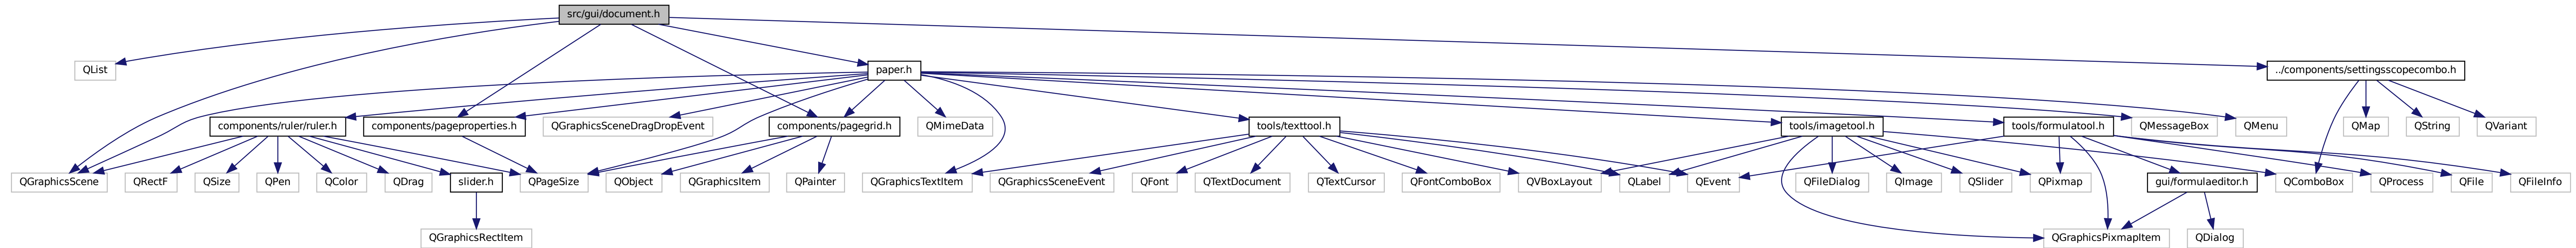 src/gui/document.h
QList
paper.h
../components/settingsscopecombo.h
components/ruler/ruler.h
components/pageproperties.h
QGraphicsSceneDragDropEvent
components/pagegrid.h
QMimeData
tools/texttool.h
tools/imagetool.h
tools/formulatool.h
QMessageBox
QMenu
QMap
QString
QVariant
QGraphicsScene
QRectF
QSize
QPen
QColor
QDrag
slider.h
QPageSize
QObject
QGraphicsItem
QPainter
QGraphicsTextItem
QGraphicsSceneEvent
QFont
QTextDocument
QTextCursor
QFontComboBox
QVBoxLayout
QLabel
QEvent
QFileDialog
QImage
QSlider
QPixmap
gui/formulaeditor.h
QComboBox
QProcess
QFile
QFileInfo
QGraphicsRectItem
QGraphicsPixmapItem
QDialog